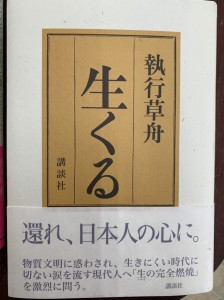 執行草舟
生くる
講談社
還れ、日本人の心に。
物質文明に惑わされ、生きにくい時代に
切ない涙を流す現代人へ「生の完全燃焼」
を激烈に問う。
講談社